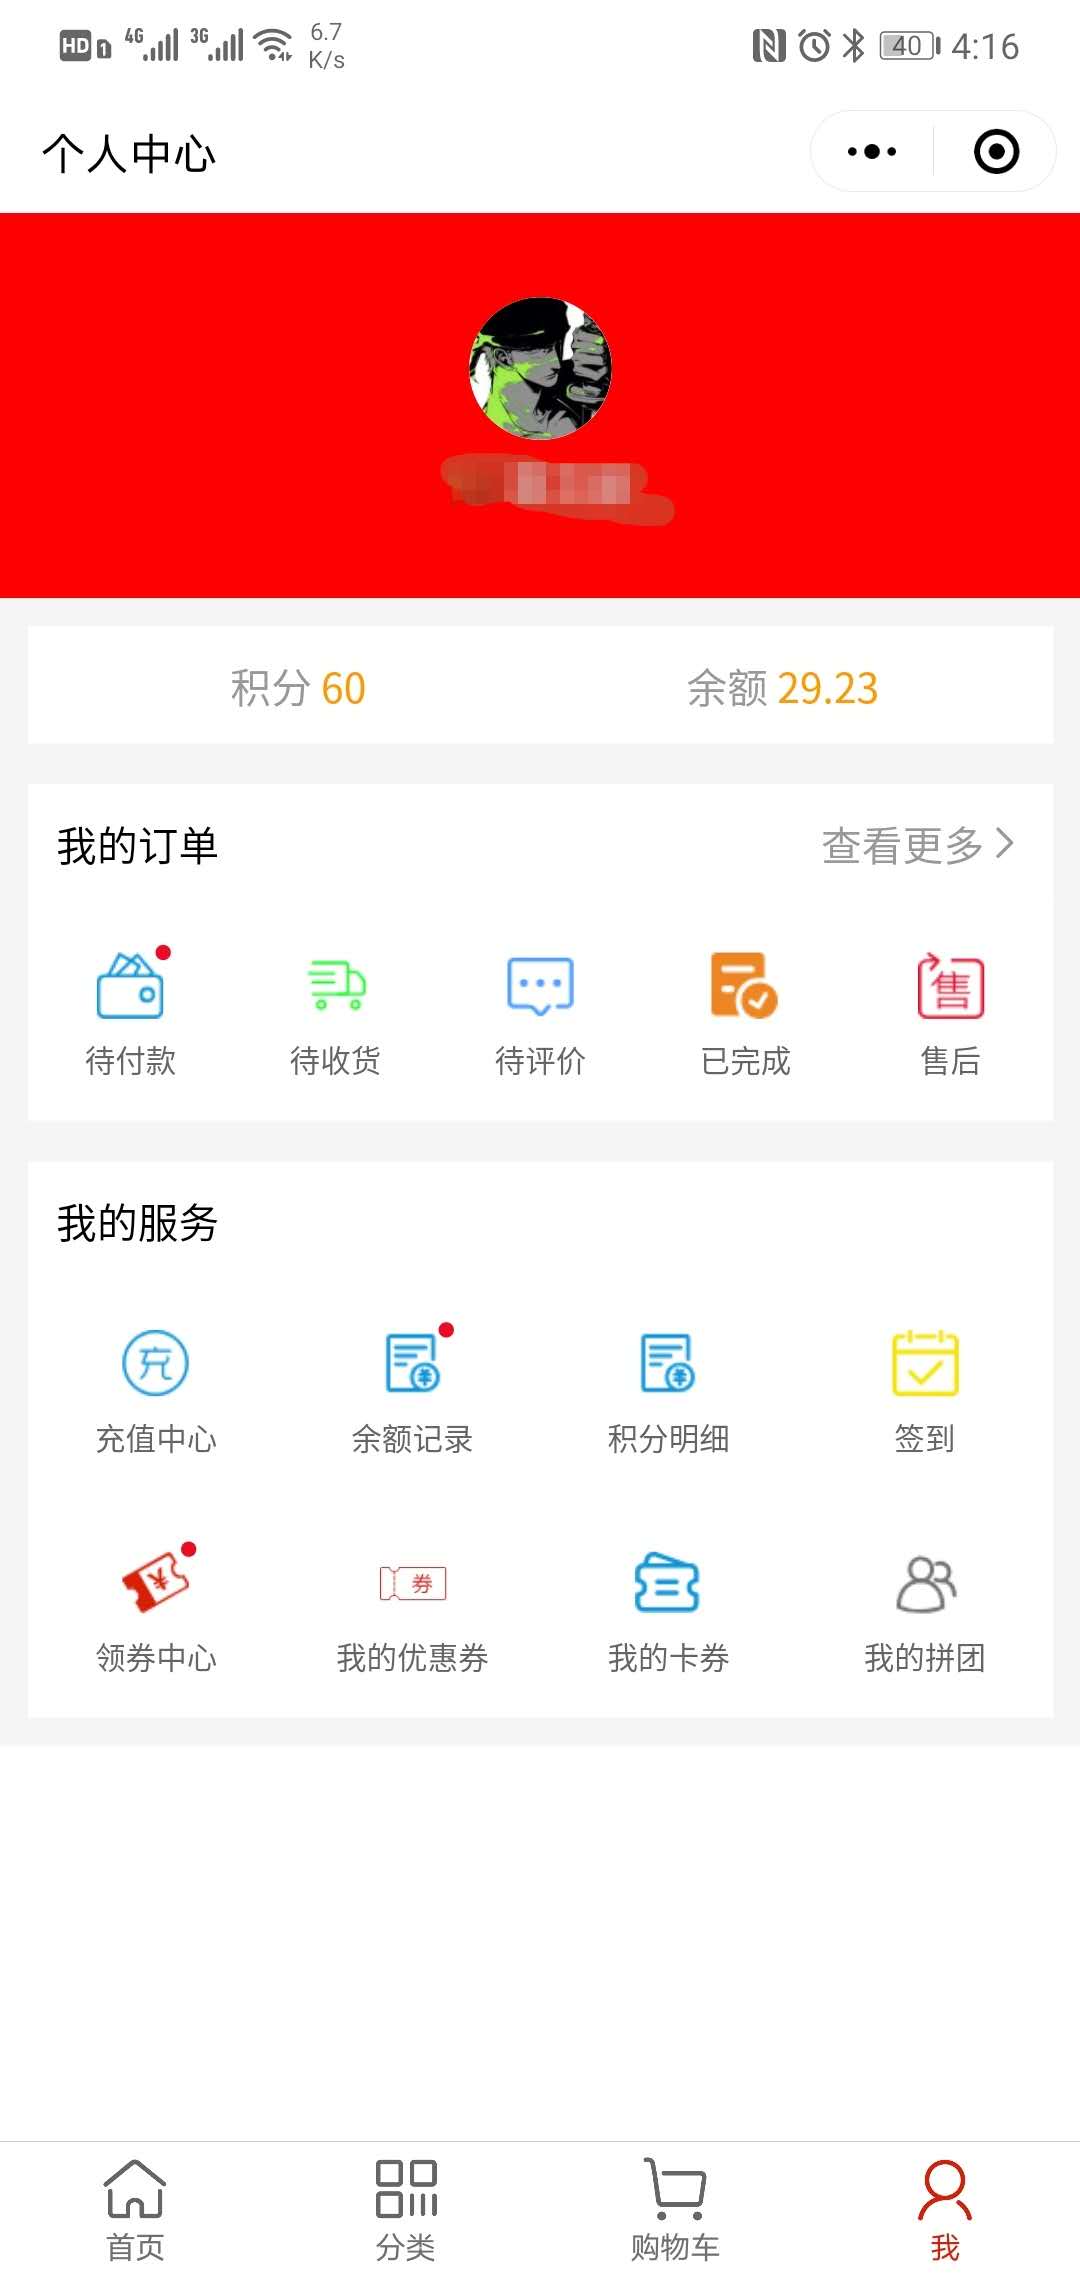 HD 1 4G 3G 6.7 K/s 40 4:16
个人中心
积分 60 余额 29.23
我的订单 查看更多
售
待付款 待收货 待评价 已完成 售后
我的服务
充
充值中心 余额记录 积分明细 签到
券
领券中心 我的优惠券 我的卡券 我的拼团
首页 分类 购物车 我